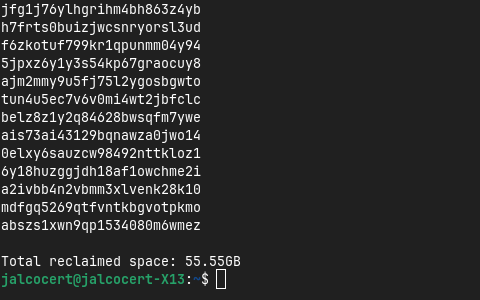 jfg1j76ylhgrihm4bh863z4yb
h7frts0buizjwcsnryorsl3ud
f6zkotuf799kr1qpunmm04y94
5jpxz6y1y3s54kp67graocuy8
ajm2mmy9u5fj75l2ygosbgwto
tun4u5ec7v6v0mi4wt2jbfclc
belz8z1y2q84628bwsqfm7ywe
ais73ai43129bqnawza0jwo14
0elxy6sauzcw98492nttkloz1
6y18huzggjdh18af1owchme2i
a2ivbb4n2vbmm3xlvenk28k10
mdfgq5269qtfvntkbgvotpkmo
abszs1xwn9qp1534080m6wmez

Total reclaimed space: 55.55GB
jalcocert@jalcocert-X13:~$